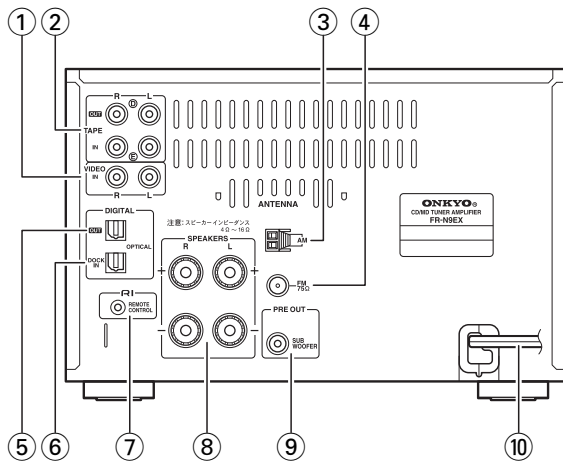 ① ② ③ ④
R L
OUT D
TAPE
IN E
VIDEO
IN
R L
ANTENNA
DIGITAL
OUT
OPTICAL
DOCK
IN
注意：スピーカーインピーダンス
4Ω～16Ω
SPEAKERS
R L
+ +
- -
AM
FM
75Ω
ONKYO®
CD/MD TUNER AMPLIFIER
FR-N9EX
RI
REMOTE
CONTROL
PRE OUT
SUB
WOOFER
⑤ ⑥ ⑦ ⑧ ⑨ ⑩